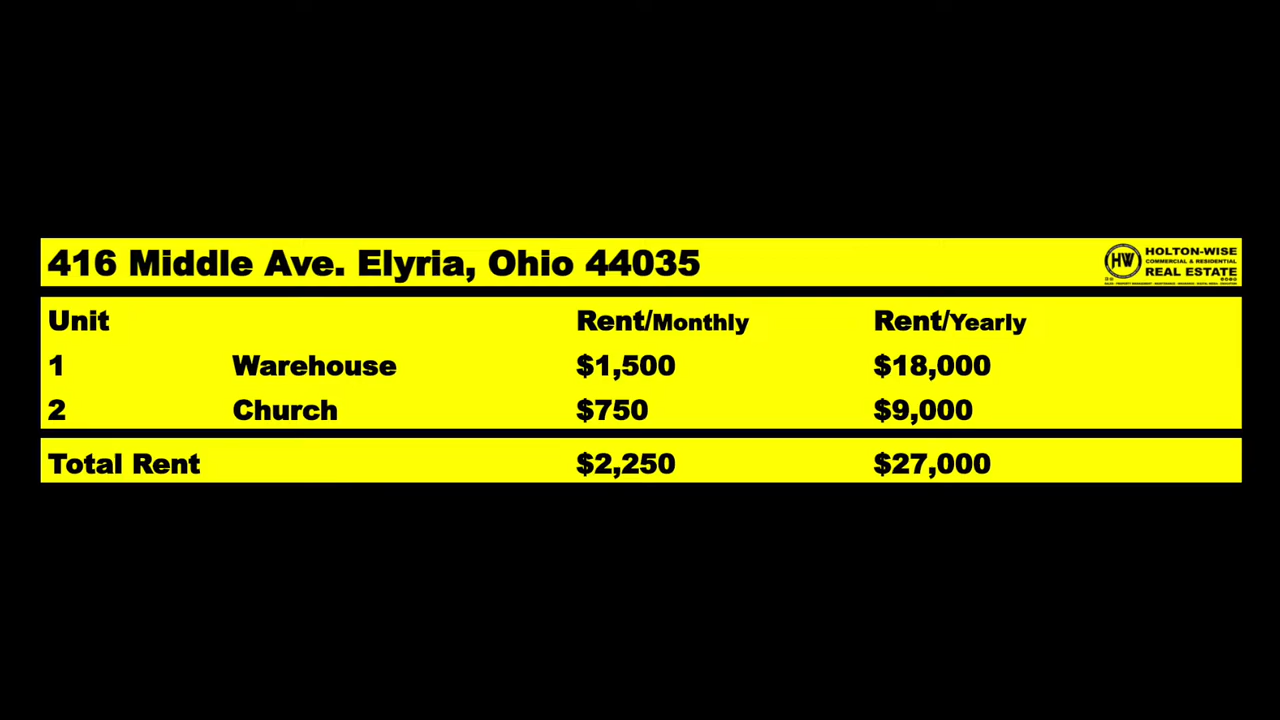 416 Middle Ave. Elyria, Ohio 44035
HW
HOLTON-WISE
COMMERCIAL & RESIDENTIAL
REAL ESTATE
Unit Rent/Monthly Rent/Yearly
1 Warehouse $1,500 $18,000
2 Church $750 $9,000
Total Rent $2,250 $27,000